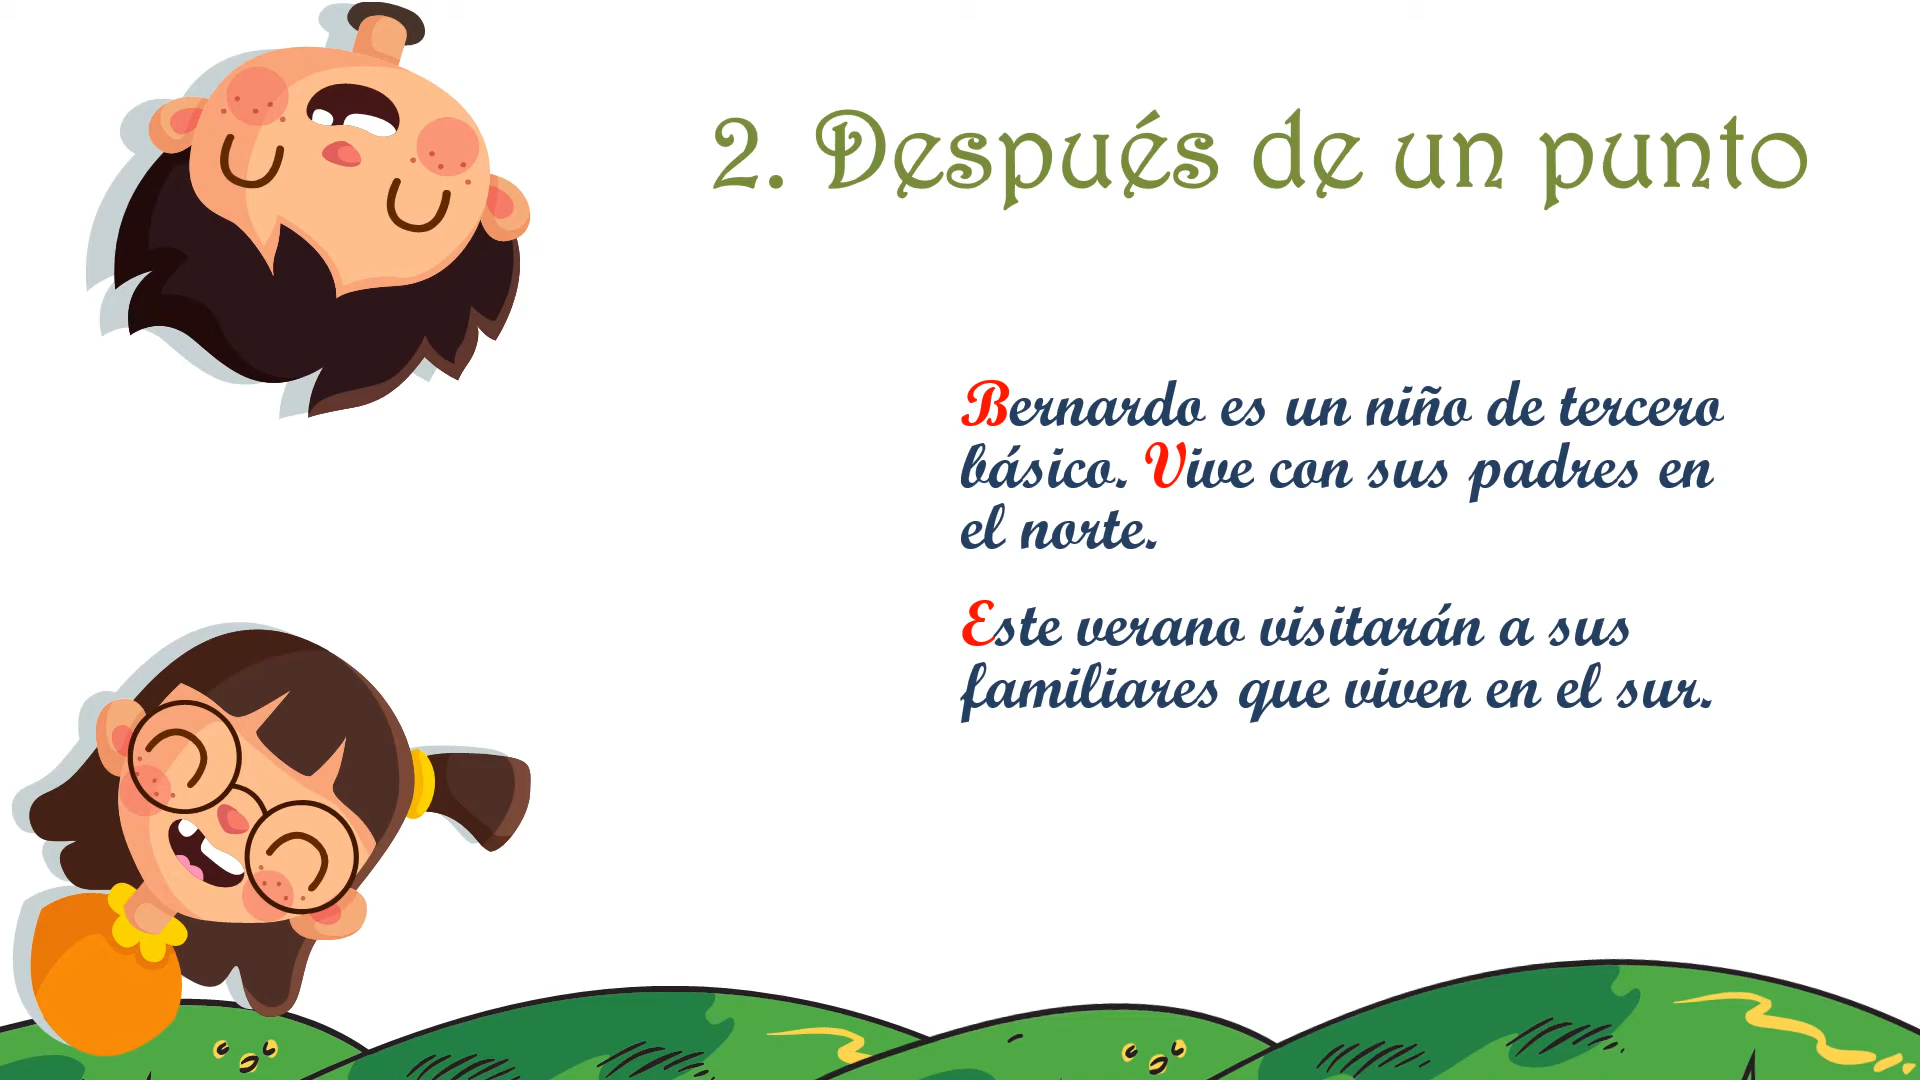 2. Después de un punto
Bernardo es un niño de tercero
básico. Vive con sus padres en
el norte.
Este verano visitarán a sus
familiares que viven en el sur.